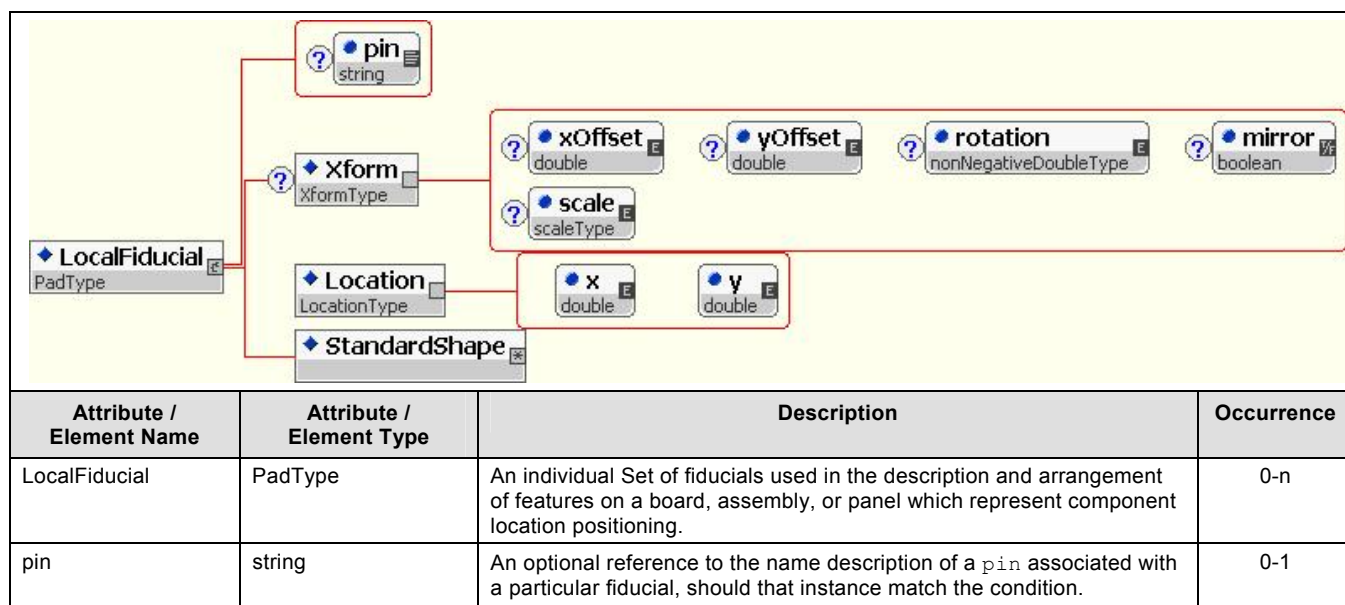 ? pin
string
? xOffset E ? yOffset E ? rotation E ? mirror T/F
double double nonNegativeDoubleType boolean
? Xform
XformType
? scale E
scaleType
LocalFiducial
PadType
Location x E y E
LocationType double double
StandardShape *
Attribute / Attribute / Description Occurrence
Element Name Element Type
LocalFiducial PadType An individual Set of fiducials used in the description and arrangement 0-n
of features on a board, assembly, or panel which represent component
location positioning.
pin string An optional reference to the name description of a pin associated with 0-1
a particular fiducial, should that instance match the condition.